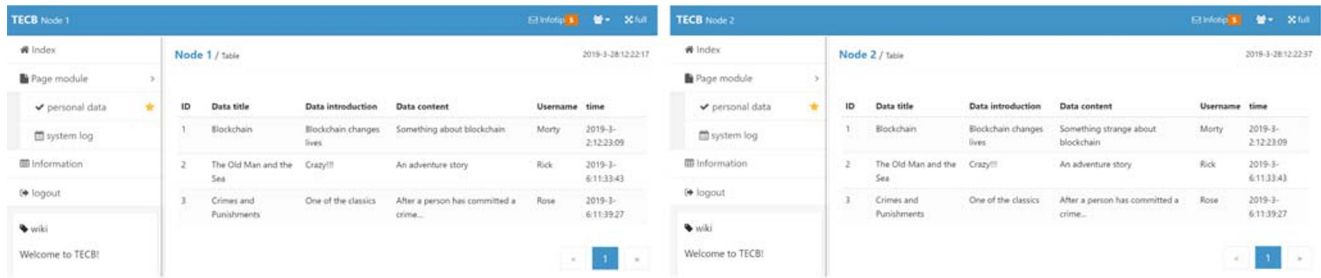 TECB Node 1 Infotip 5 full
Index
Node 1 / Table 2019-3-28:12:22:17
Page module
personal data
ID Data title Data introduction Data content Username time
1 Blockchain Blockchain changes Something about blockchain Morty 2019-3-
lives 2:12:23:09
system log
Information
2 The Old Man and the Crazy!!! An adventure story Rick 2019-3-
Sea 6:11:33:43
logout
3 Crimes and One of the classics After a person has committed a Rose 2019-3-
Punishments crime... 6:11:39:27
wiki
Welcome to TECB!
« 1 »
TECB Node 2 Infotip 5 full
Index
Node 2 / Table 2019-3-28:12:22:37
Page module
personal data
ID Data title Data introduction Data content Username time
1 Blockchain Blockchain changes Something strange about Morty 2019-3-
lives blockchain 2:12:23:09
system log
Information
2 The Old Man and the Crazy!!! An adventure story Rick 2019-3-
Sea 6:11:33:43
logout
3 Crimes and One of the classics After a person has committed a Rose 2019-3-
Punishments crime... 6:11:39:27
wiki
Welcome to TECB!
« 1 »